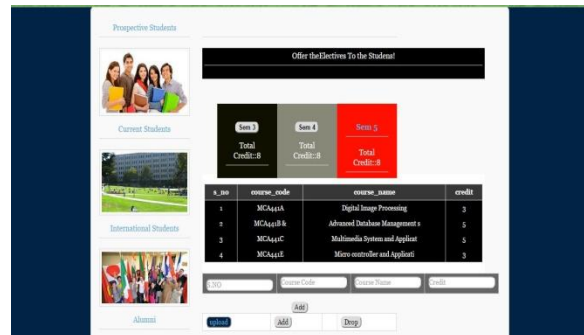 Prospective Students
Current Students
International Students
Alumni
Offer theElectives To the Studens!
Sem 3
Total
Credit::8
Sem 4
Total
Credit::8
Sem 5
Total
Credit::8
s_no course_code course_name credit
1 MCA441A Digital Image Processing 3
2 MCA441B & Advanced Database Management s 5
3 MCA441C Multimedia System and Applicat 5
4 MCA441E Micro controller and Applicati 3
S.NO Course Code Course Name Credit
Add
upload Add Drop